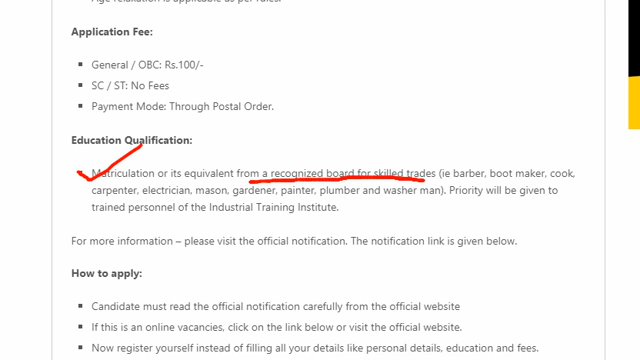 Age relaxation is applicable as per rules.
Application Fee:
General / OBC: Rs.100/-
SC / ST: No Fees
Payment Mode: Through Postal Order.
Education Qualification:
Matriculation or its equivalent from a recognized board for skilled trades (ie barber, boot maker, cook,
carpenter, electrician, mason, gardener, painter, plumber and washer man). Priority will be given to
trained personnel of the Industrial Training Institute.
For more information – please visit the official notification. The notification link is given below.
How to apply:
Candidate must read the official notification carefully from the official website
If this is an online vacancies, click on the link below or visit the official website.
Now register yourself instead of filling all your details like personal details, education and fees.